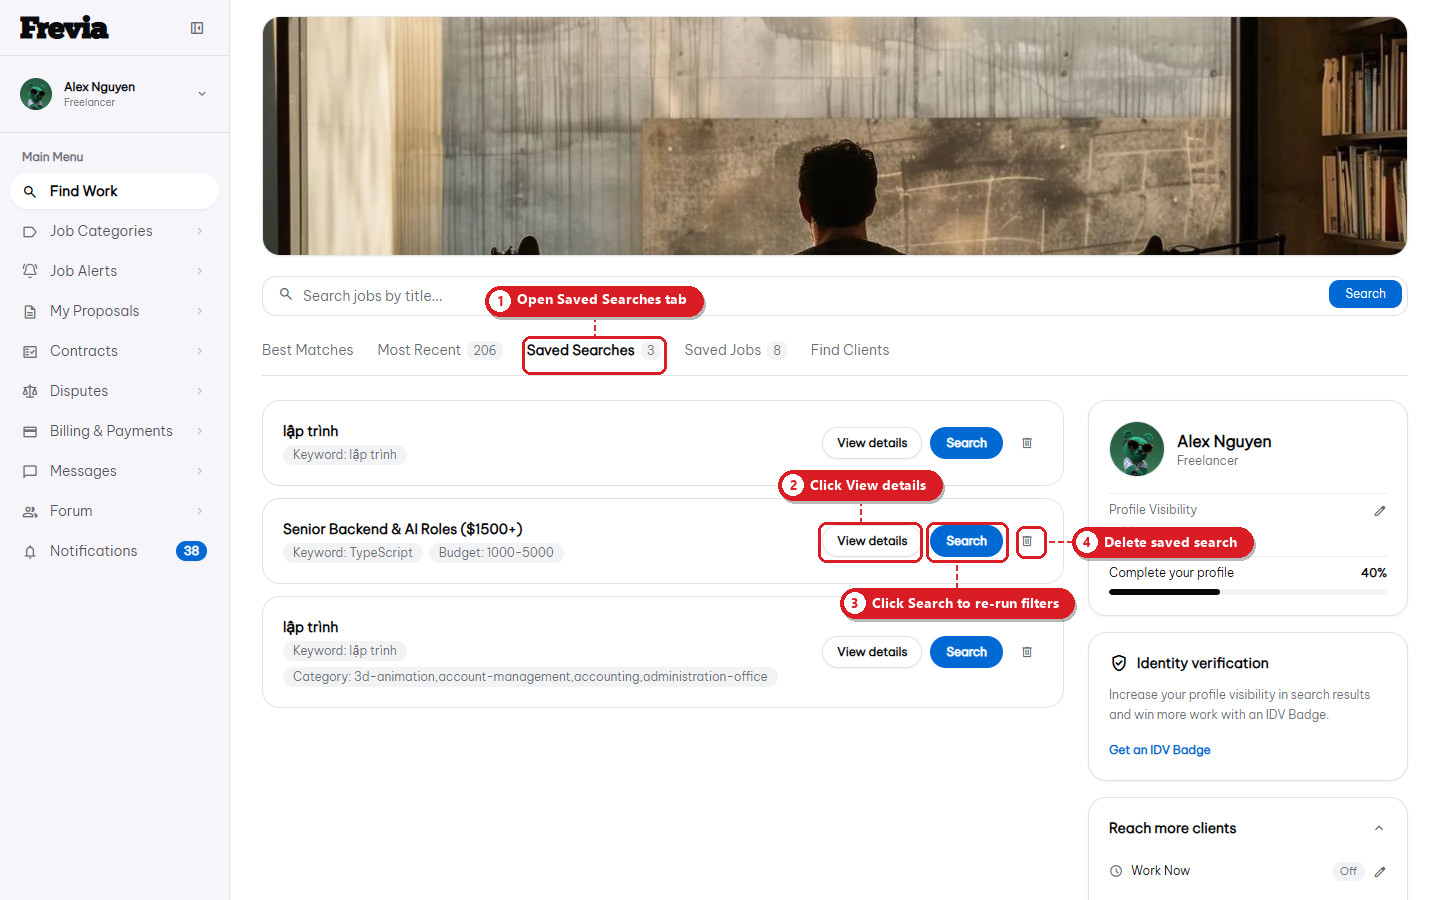 Frevia
Alex Nguyen
Freelancer
Main Menu
Find Work
Job Categories
Job Alerts
My Proposals
Contracts
Disputes
Billing & Payments
Messages
Forum
Notifications 38
Search jobs by title...
Search
1 Open Saved Searches tab
Best Matches
Most Recent 206
Saved Searches 3
Saved Jobs 8
Find Clients
lập trình
Keyword: lập trình
View details
Search
2 Click View details
Senior Backend & AI Roles ($1500+)
Keyword: TypeScript
Budget: 1000-5000
View details
Search
4 Delete saved search
3 Click Search to re-run filters
lập trình
Keyword: lập trình
Category: 3d-animation,account-management,accounting,administration-office
View details
Search
Alex Nguyen
Freelancer
Profile Visibility
Complete your profile 40%
Identity verification
Increase your profile visibility in search results
and win more work with an IDV Badge.
Get an IDV Badge
Reach more clients
Work Now Off